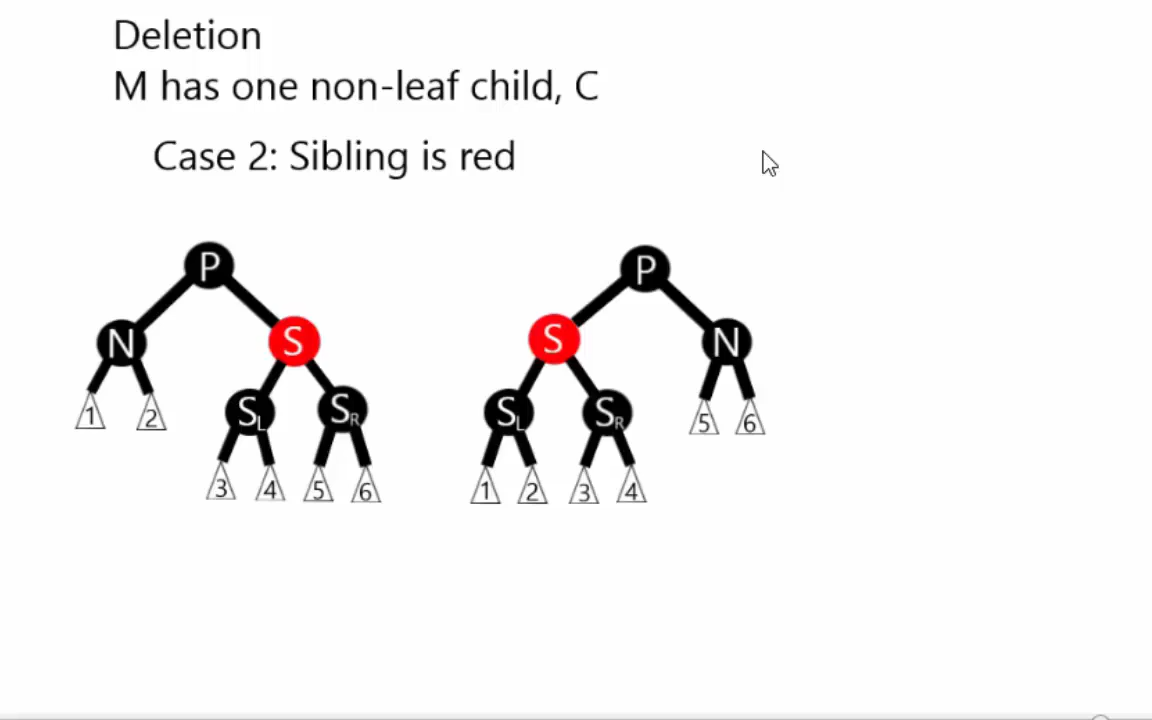 Deletion
M has one non-leaf child, C
Case 2: Sibling is red
P P
N S S N
1 2 SL SR SL SR 5 6
3 4 5 6 1 2 3 4